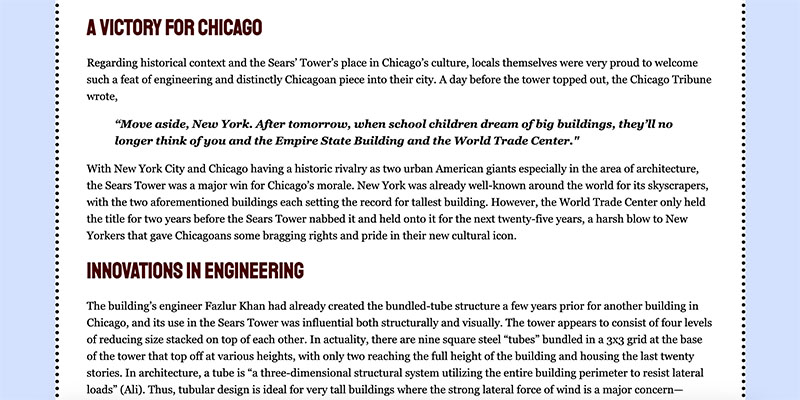 A VICTORY FOR CHICAGO
Regarding historical context and the Sears’ Tower’s place in Chicago’s culture, locals themselves were very proud to welcome
such a feat of engineering and distinctly Chicagoan piece into their city. A day before the tower topped out, the Chicago Tribune
wrote,
“Move aside, New York. After tomorrow, when school children dream of big buildings, they’ll no
longer think of you and the Empire State Building and the World Trade Center."
With New York City and Chicago having a historic rivalry as two urban American giants especially in the area of architecture,
the Sears Tower was a major win for Chicago’s morale. New York was already well-known around the world for its skyscrapers,
with the two aforementioned buildings each setting the record for tallest building. However, the World Trade Center only held
the title for two years before the Sears Tower nabbed it and held onto it for the next twenty-five years, a harsh blow to New
Yorkers that gave Chicagoans some bragging rights and pride in their new cultural icon.
INNOVATIONS IN ENGINEERING
The building’s engineer Fazlur Khan had already created the bundled-tube structure a few years prior for another building in
Chicago, and its use in the Sears Tower was influential both structurally and visually. The tower appears to consist of four levels
of reducing size stacked on top of each other. In actuality, there are nine square steel “tubes” bundled in a 3x3 grid at the base
of the tower that top off at various heights, with only two reaching the full height of the building and housing the last twenty
stories. In architecture, a tube is “a three-dimensional structural system utilizing the entire building perimeter to resist lateral
loads” (Ali). Thus, tubular design is ideal for very tall buildings where the strong lateral force of wind is a major concern—